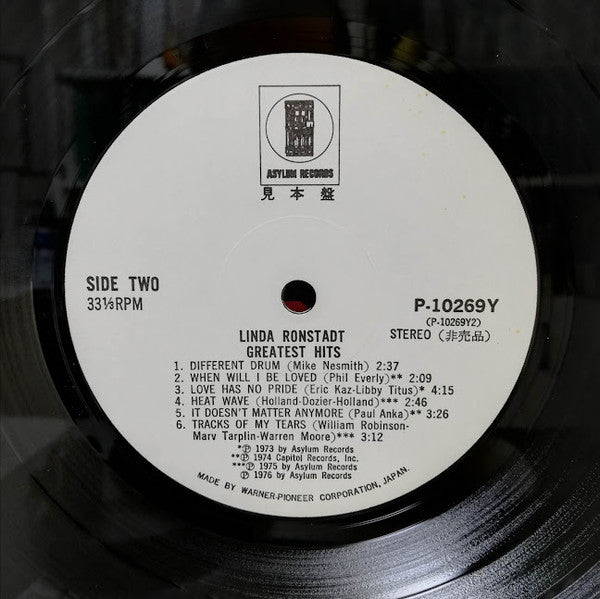 ASYLUM RECORDS
見本盤
SIDE TWO
33⅓RPM
P-10269Y
(P-10269Y2)
STEREO (非売品)
LINDA RONSTADT
GREATEST HITS
1. DIFFERENT DRUM (Mike Nesmith) 2:37
2. WHEN WILL I BE LOVED (Phil Everly)** 2:09
3. LOVE HAS NO PRIDE (Eric Kaz-Libby Titus)* 4:15
4. HEAT WAVE (Holland-Dozier-Holland)*** 2:46
5. IT DOESN'T MATTER ANYMORE (Paul Anka)** 3:26
6. TRACKS OF MY TEARS (William Robinson-
Marv Tarplin-Warren Moore)*** 3:12
*Ⓟ 1973 by Asylum Records
**Ⓟ 1974 Capitol Records, Inc.
***Ⓟ 1975 by Asylum Records
Ⓟ 1976 by Asylum Records
MADE BY WARNER-PIONEER CORPORATION, JAPAN.